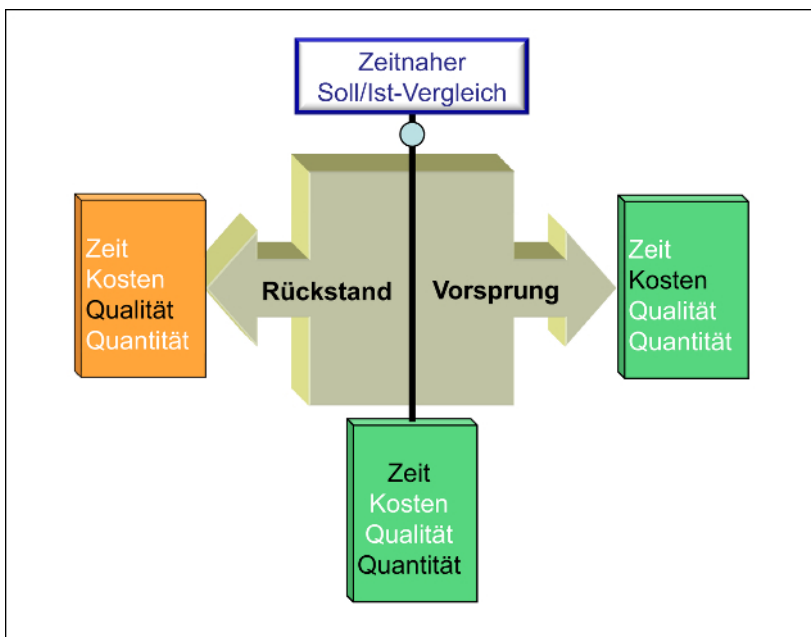 Zeitnaher
Soll/Ist-Vergleich
Zeit
Kosten
Qualität
Quantität
Rückstand
Vorsprung
Zeit
Kosten
Qualität
Quantität
Zeit
Kosten
Qualität
Quantität